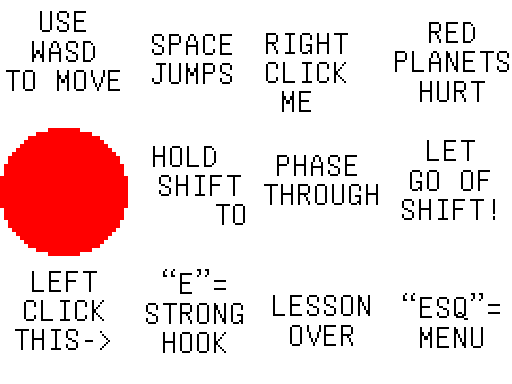 USE
WASD
TO MOVE
SPACE
JUMPS
RIGHT
CLICK
ME
RED
PLANETS
HURT
HOLD
SHIFT
TO
PHASE
THROUGH
LET
GO OF
SHIFT!
LEFT
CLICK
THIS->
“E”=
STRONG
HOOK
LESSON
OVER
“ESQ”=
MENU